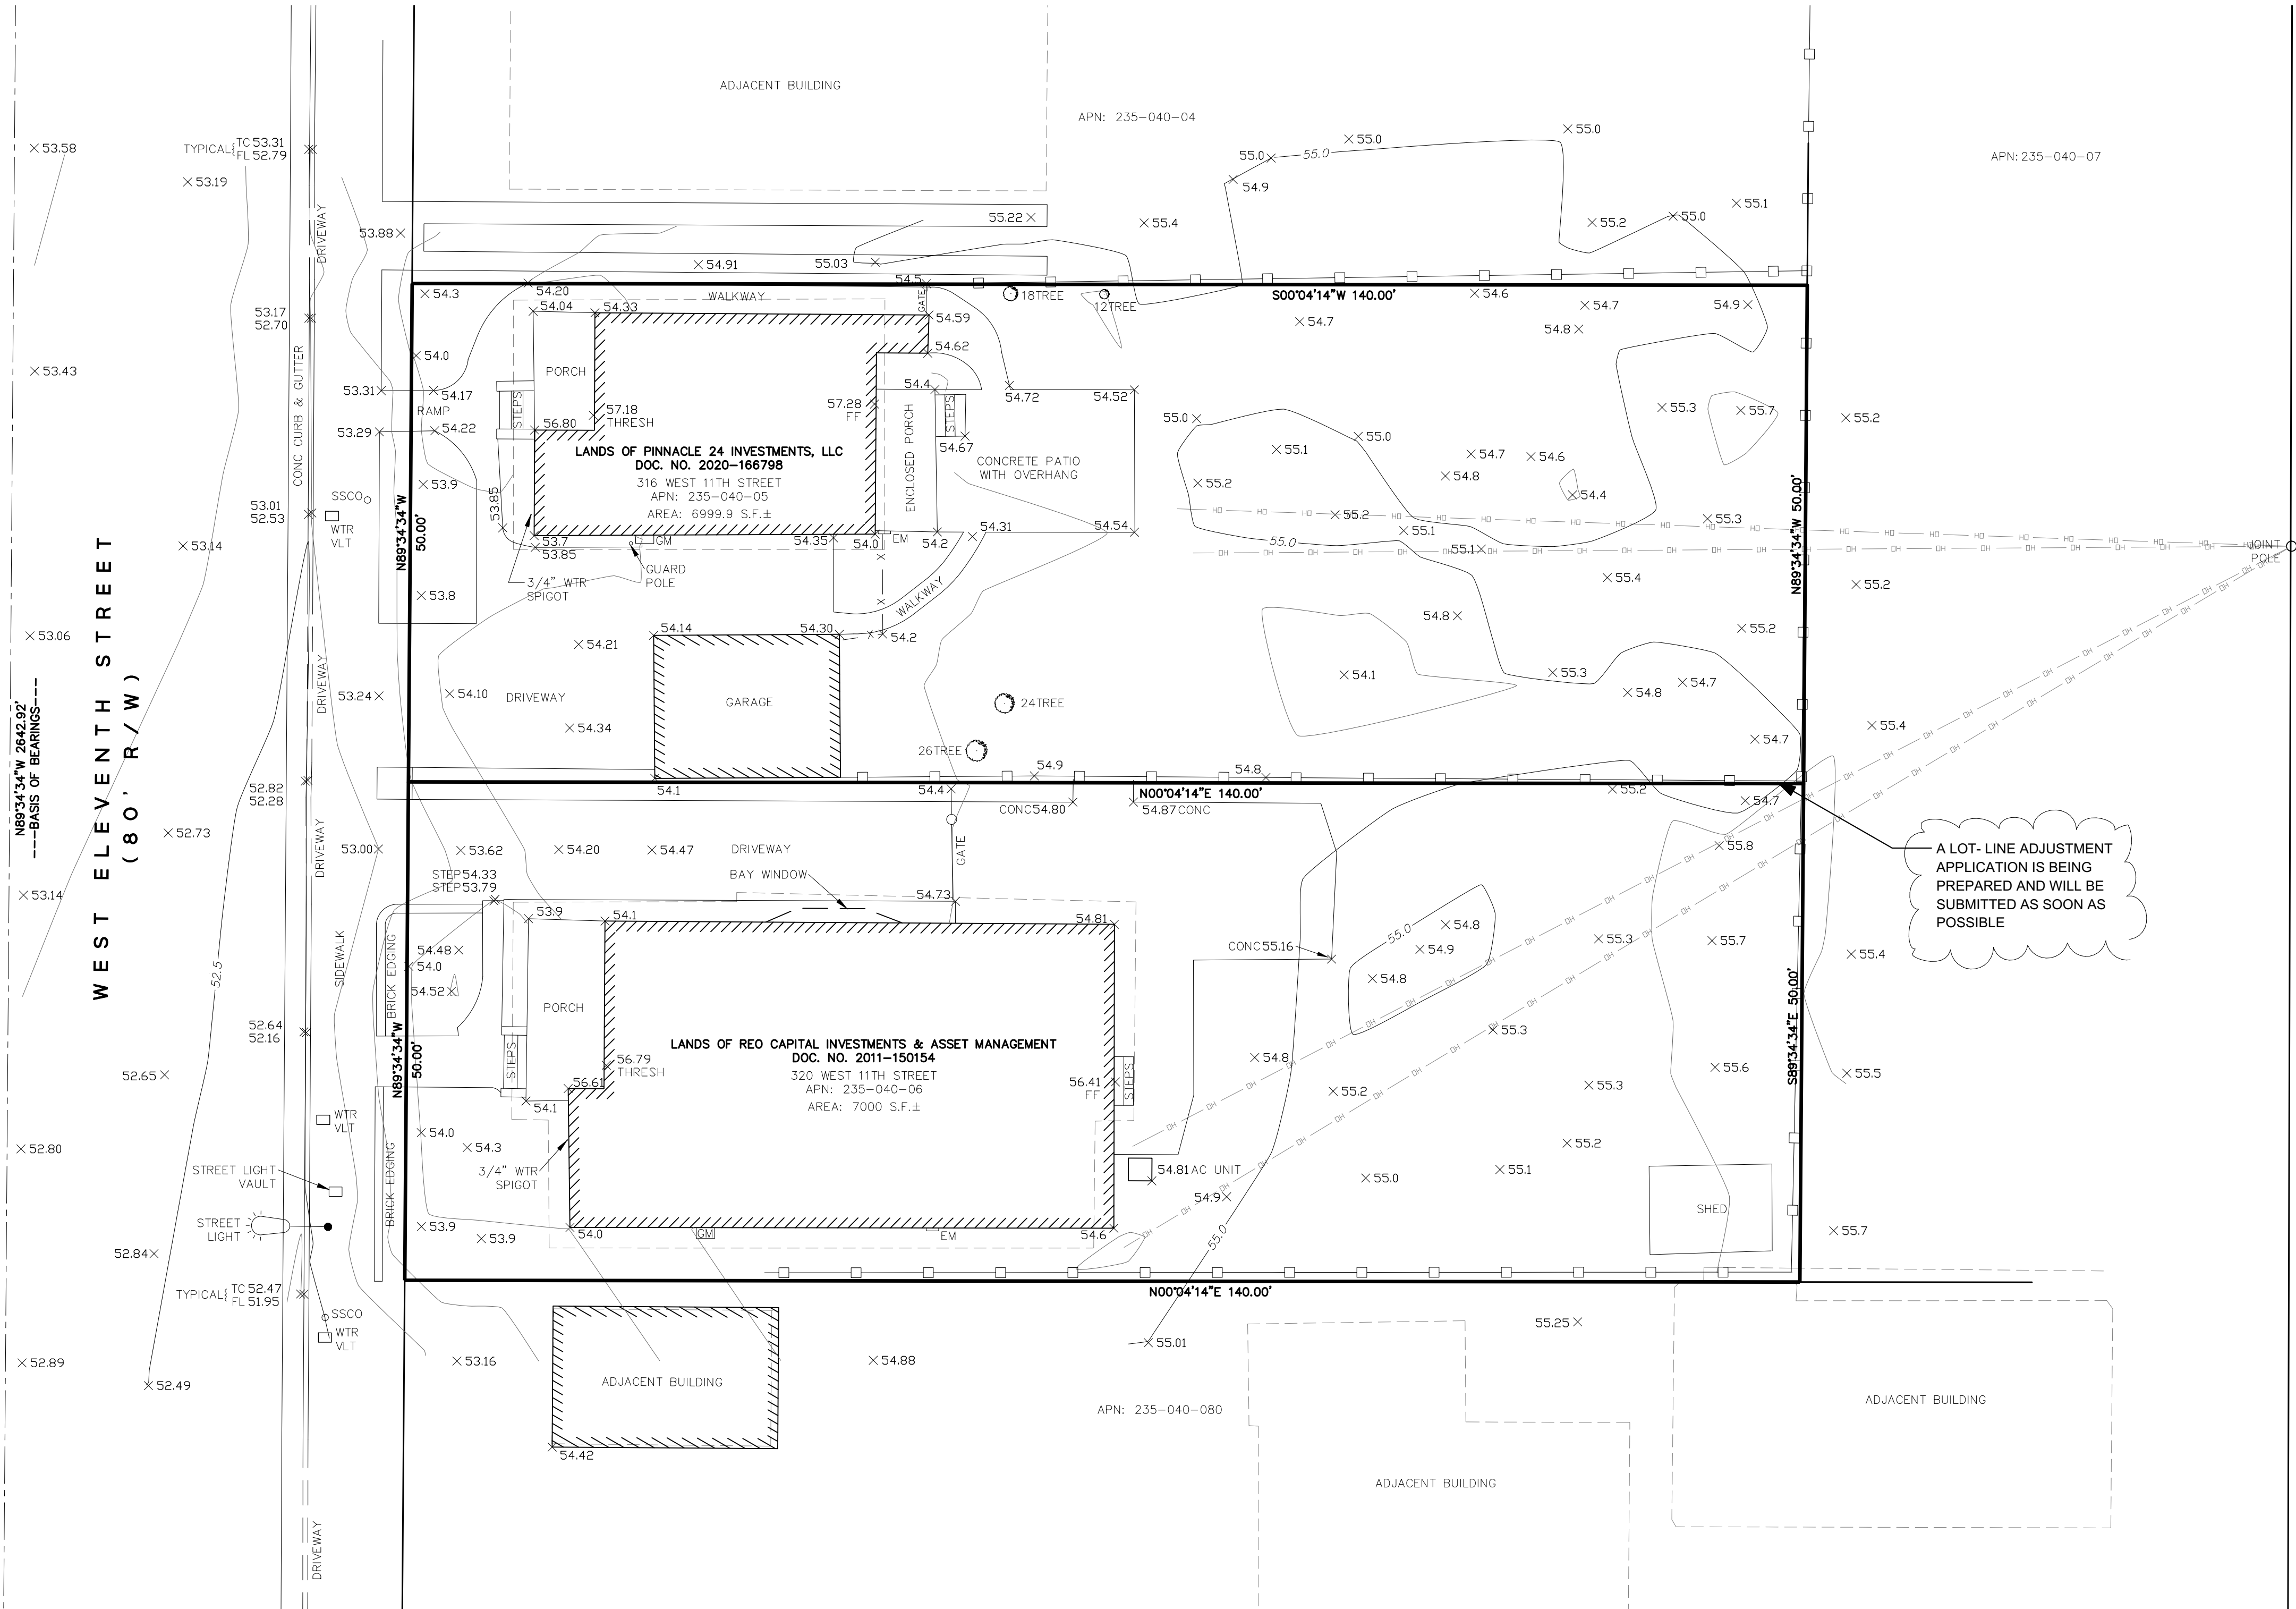 ADJACENT BUILDING
APN: 235-040-04
APN: 235-040-07
53.58
TYPICAL{
TC 53.31
FL 52.79
53.19
DRIVEWAY
53.88
55.22
55.4
55.0
55.0
54.9
55.0
55.0
55.0
55.2
55.0
55.1
54.91
55.03
54.5
54.3
54.20
WALKWAY
GATE
18TREE
12TREE
S00°04'14"W 140.00'
54.6
54.7
54.9
54.04
54.33
54.59
54.7
54.8
53.17
52.70
CONC CURB & GUTTER
53.43
54.0
54.62
PORCH
53.31
54.17
RAMP
54.22
53.29
STEPS
57.18
THRESH
57.28
FF
54.4
STEPS
54.67
54.72
54.52
56.80
ENCLOSED PORCH
CONCRETE PATIO
WITH OVERHANG
LANDS OF PINNACLE 24 INVESTMENTS, LLC
DOC. NO. 2020-166798
316 WEST 11TH STREET
APN: 235-040-05
AREA: 6999.9 S.F.±
55.0
55.1
55.0
54.7
54.6
54.8
54.4
55.3
55.7
55.2
55.2
55.2
55.1
55.3
55.0
55.1
55.4
55.2
JOINT
POLE
N89°34'34"W
50.00'
N89°34'34"W 50.00'
SSCO
53.9
53.85
53.01
52.53
WTR
VLT
53.7
53.85
GM
54.35
54.0
EM
54.2
54.31
54.54
GUARD
POLE
3/4" WTR
SPIGOT
WALKWAY
53.14
53.8
54.14
54.30
54.2
54.21
53.06
54.8
54.1
55.3
55.2
54.7
54.8
54.7
55.4
DRIVEWAY
53.24
54.10
DRIVEWAY
54.34
GARAGE
24TREE
26TREE
WEST ELEVENTH STREET
(80' R/W)
N89°34'34"W 2642.92'
----BASIS OF BEARINGS----
52.82
52.28
54.1
54.4
54.9
54.8
CONC 54.80
54.87 CONC
N00°04'14"E 140.00'
55.2
54.7
52.73
DRIVEWAY
53.00
53.62
54.20
54.47
DRIVEWAY
GATE
BAY WINDOW
STEP 54.33
STEP 53.79
54.73
55.8
A LOT- LINE ADJUSTMENT
APPLICATION IS BEING
PREPARED AND WILL BE
SUBMITTED AS SOON AS
POSSIBLE
53.14
53.9
54.1
54.81
52.5
SIDEWALK
BRICK EDGING
54.48
54.0
54.52
PORCH
CONC 55.16
55.0
54.8
54.9
54.8
55.3
55.7
55.4
52.64
52.16
STEPS
LANDS OF REO CAPITAL INVESTMENTS & ASSET MANAGEMENT
DOC. NO. 2011-150154
320 WEST 11TH STREET
APN: 235-040-06
AREA: 7000 S.F.±
56.79
THRESH
56.61
54.1
56.41
FF
STEPS
54.8
55.3
55.2
55.3
55.6
55.5
S89°34'34"E 50.00'
N89°34'34"W
50.00'
52.65
WTR
VLT
54.0
54.3
3/4" WTR
SPIGOT
54.81 AC UNIT
54.9
55.0
55.1
55.2
52.80
STREET LIGHT
VAULT
BRICK EDGING
STREET
LIGHT
53.9
53.9
54.0
GM
EM
54.6
55.0
SHED
55.7
52.84
TYPICAL{
TC 52.47
FL 51.95
SSCO
WTR
VLT
N00°04'14"E 140.00'
55.01
55.25
52.89
52.49
53.16
ADJACENT BUILDING
54.88
54.42
APN: 235-040-080
ADJACENT BUILDING
ADJACENT BUILDING
DRIVEWAY